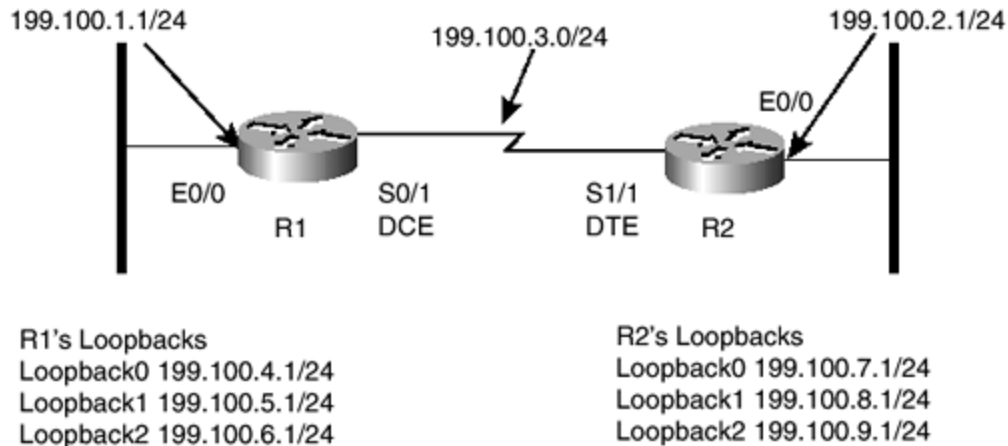 199.100.1.1/24
199.100.3.0/24
199.100.2.1/24
E0/0
E0/0
S0/1
DCE
R1
S1/1
DTE
R2
R1's Loopbacks
Loopback0 199.100.4.1/24
Loopback1 199.100.5.1/24
Loopback2 199.100.6.1/24
R2's Loopbacks
Loopback0 199.100.7.1/24
Loopback1 199.100.8.1/24
Loopback2 199.100.9.1/24